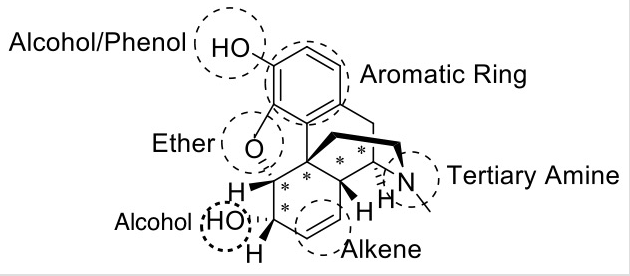 Alcohol/Phenol HO
Aromatic Ring
Ether O
* * *
Tertiary Amine
N
H * H
Alcohol HO * H
H
Alkene